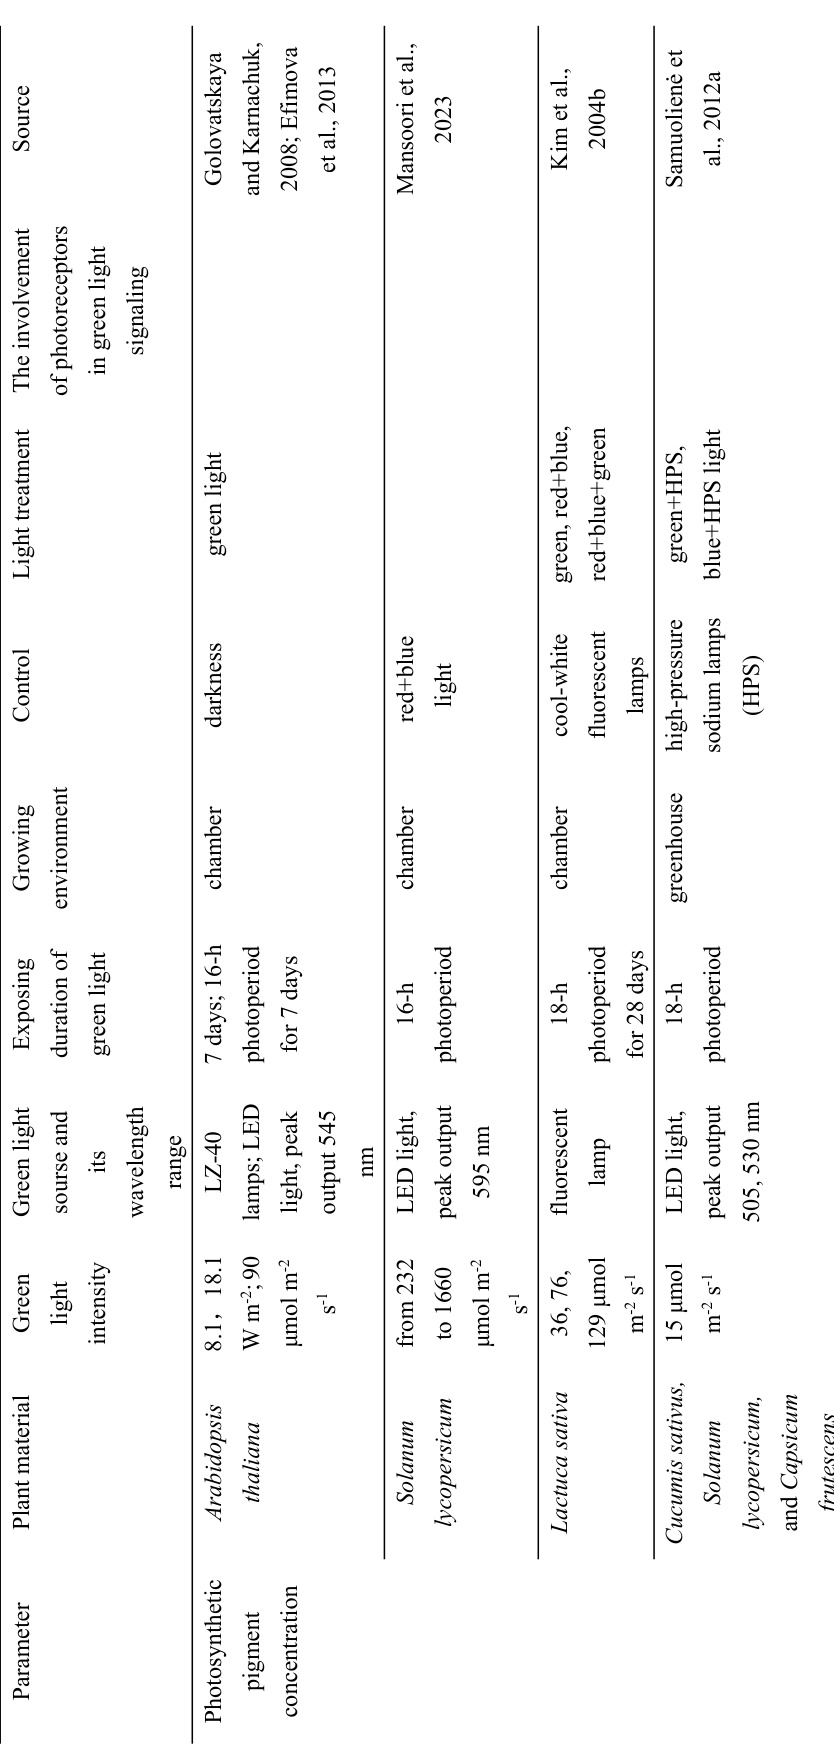 Parameter
Plant material
Green
light
intensity
Green light
sourse and
its
wavelength
range
Exposing
duration of
green light
Growing
environment
Control
Light treatment
The involvement
of photoreceptors
in green light
signaling
Source
Photosynthetic
pigment
concentration
Arabidopsis
thaliana
8.1, 18.1
W m-2; 90
μmol m-2
s-1
LZ-40
lamps; LED
light, peak
output 545
nm
7 days; 16-h
photoperiod
for 7 days
chamber
darkness
green light
Golovatskaya
and Karnachuk,
2008; Efimova
et al., 2013
Solanum
lycopersicum
from 232
to 1660
μmol m-2
s-1
LED light,
peak output
595 nm
16-h
photoperiod
chamber
red+blue
light
Mansoori et al.,
2023
Lactuca sativa
36, 76,
129 μmol
m-2 s-1
fluorescent
lamp
18-h
photoperiod
for 28 days
chamber
cool-white
fluorescent
lamps
green, red+blue,
red+blue+green
Kim et al.,
2004b
Cucumis sativus,
Solanum
lycopersicum,
and Capsicum
frutescens
15 μmol
m-2 s-1
LED light,
peak output
505, 530 nm
18-h
photoperiod
greenhouse
high-pressure
sodium lamps
(HPS)
green+HPS,
blue+HPS light
Samuolienė et
al., 2012a